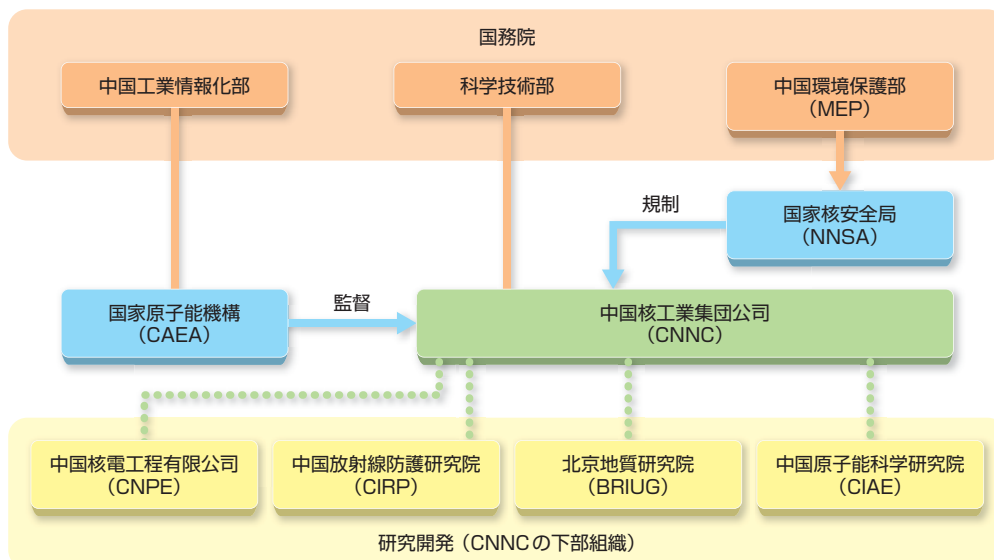 国務院
中国工業情報化部
科学技術部
中国環境保護部
（MEP）
規制
国家核安全局
（NNSA）
国家原子能機構
（CAEA）
監督
中国核工業集団公司
（CNNC）
中国核電工程有限公司
（CNPE）
中国放射線防護研究院
（CIRP）
北京地質研究院
（BRIUG）
中国原子能科学研究院
（CIAE）
研究開発（CNNCの下部組織）